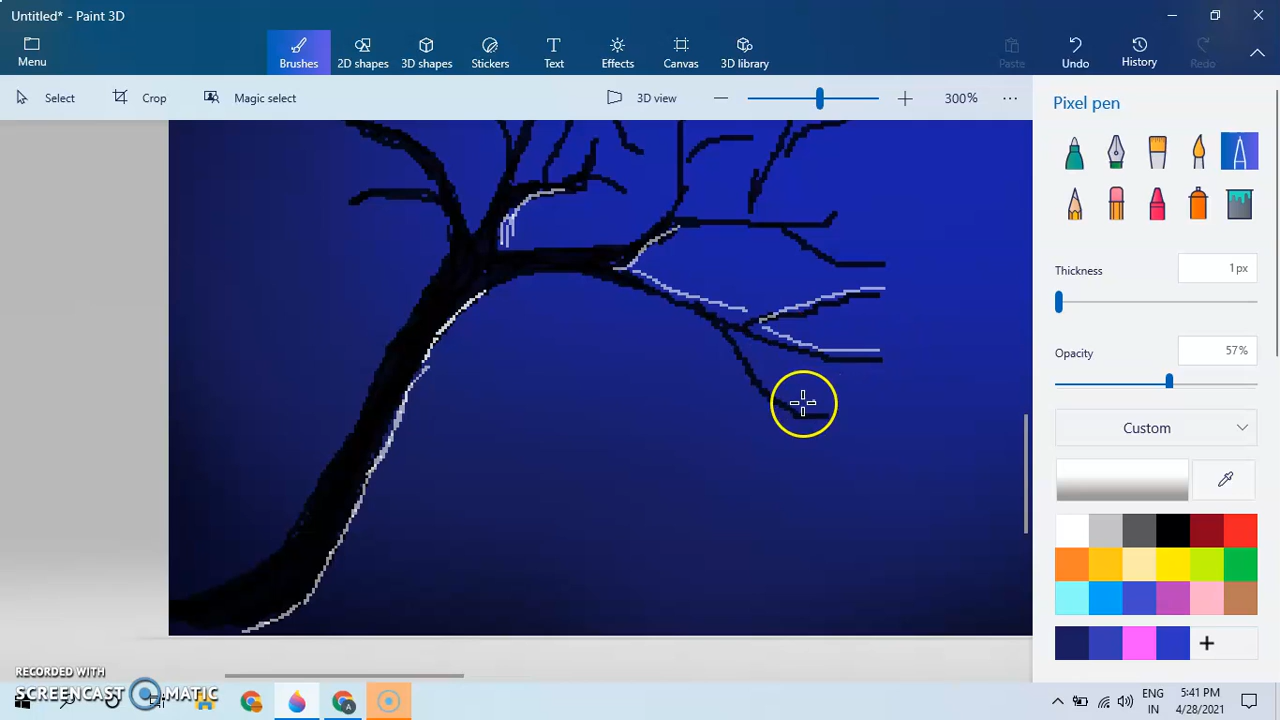 Untitled* - Paint 3D
Menu
Brushes
2D shapes
3D shapes
Stickers
Text
Effects
Canvas
3D library
Paste
Undo
History
Redo
Select
Crop
Magic select
3D view
300%
Pixel pen
Thickness
1px
Opacity
57%
Custom
RECORDED WITH
SCREENCAST MATIC
ENG
IN
5:41 PM
4/28/2021